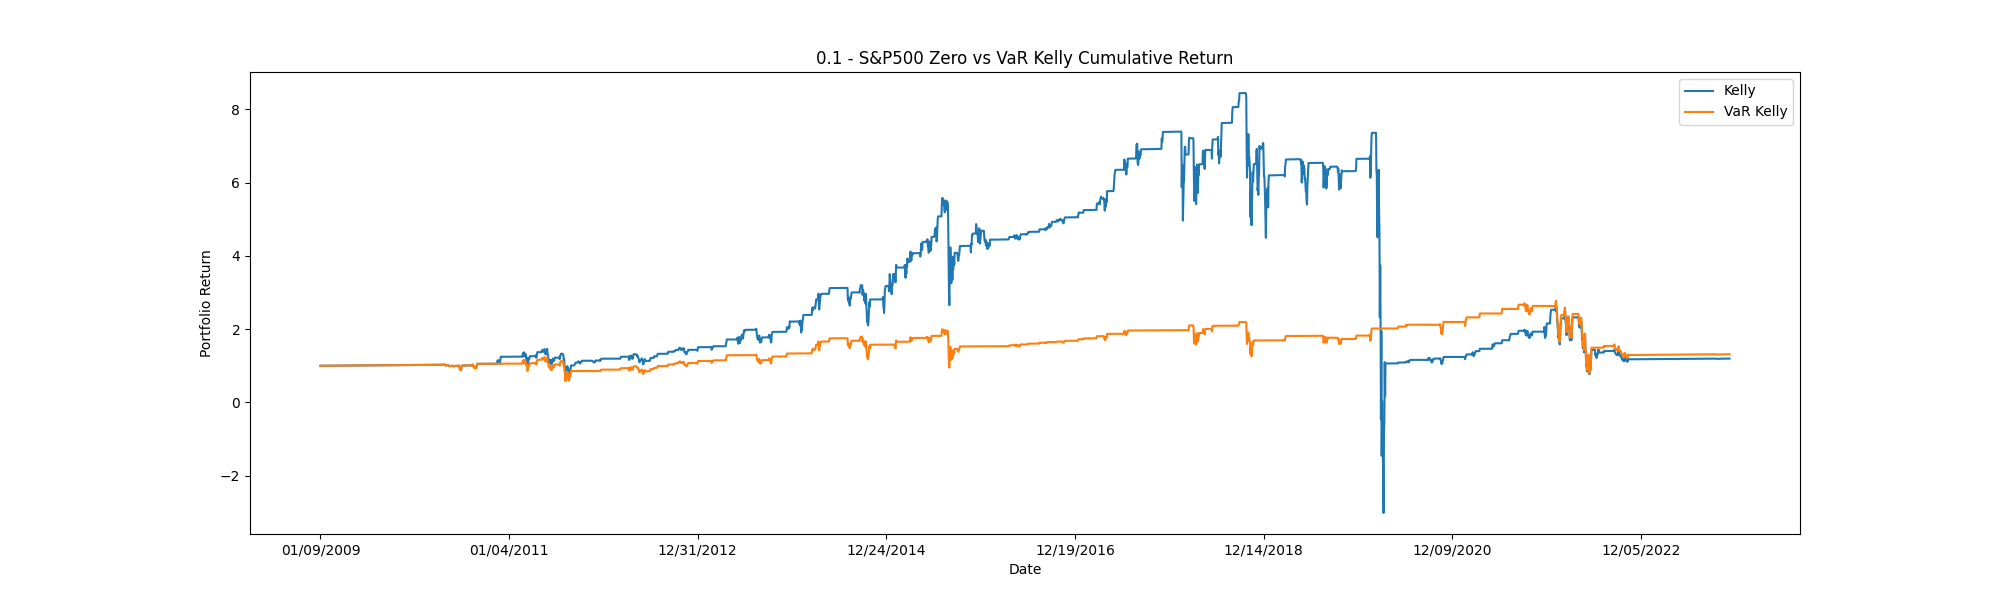 0.1 - S&P500 Zero vs VaR Kelly Cumulative Return
Kelly
VaR Kelly
8
6
4
2
0
−2
Portfolio Return
01/09/2009 01/04/2011 12/31/2012 12/24/2014 12/19/2016 12/14/2018 12/09/2020 12/05/2022
Date